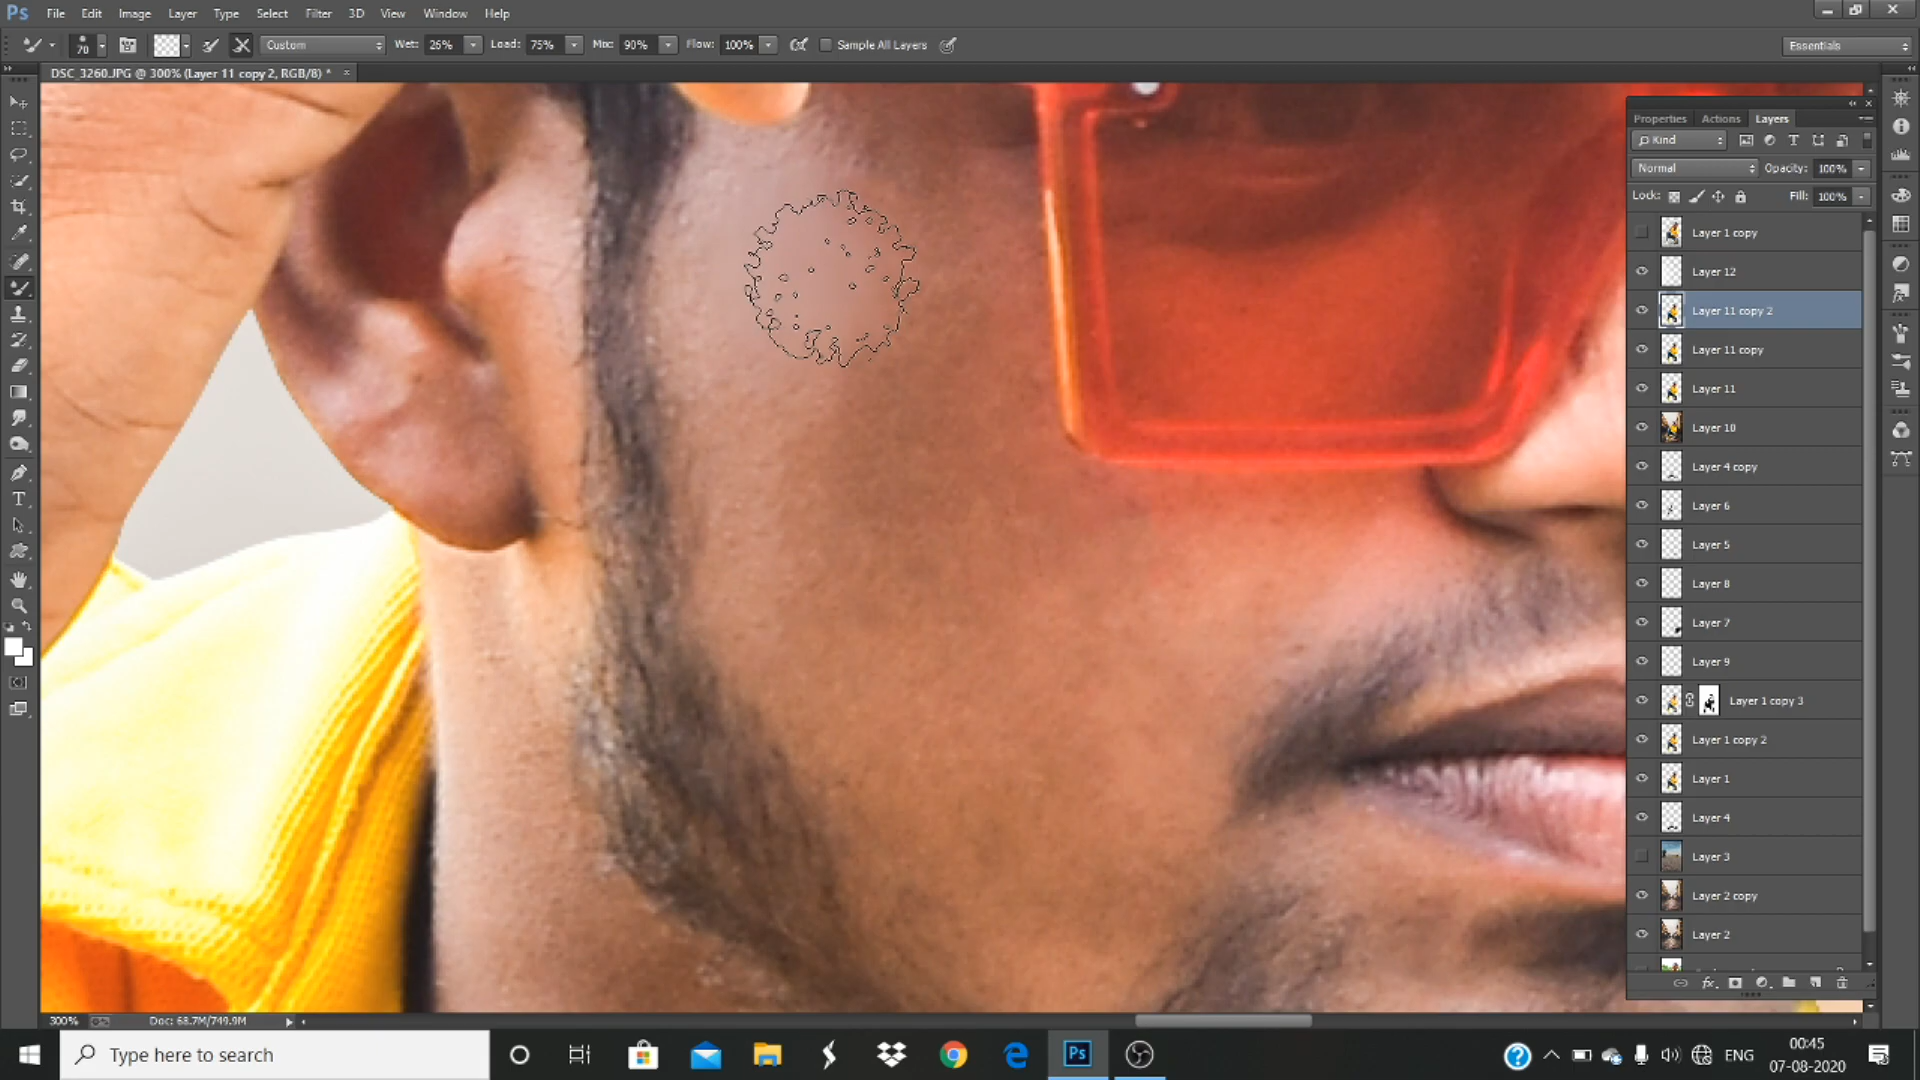 Ps File Edit Image Layer Type Select Filter 3D View Window Help
70 Custom Wet: 26% Load: 75% Mix: 90% Flow: 100% Sample All Layers Essentials
DSC_3260.JPG @ 300% (Layer 11 copy 2, RGB/8) *
Properties Actions Layers
Kind
Normal Opacity: 100%
Lock: Fill: 100%
Layer 1 copy
Layer 12
Layer 11 copy 2
Layer 11 copy
Layer 11
Layer 10
Layer 4 copy
Layer 6
Layer 5
Layer 8
Layer 7
Layer 9
Layer 1 copy 3
Layer 1 copy 2
Layer 1
Layer 4
Layer 3
Layer 2 copy
Layer 2
fx
300% Doc: 68.7M/749.9M
Type here to search
Ps
ENG
00:45
07-08-2020